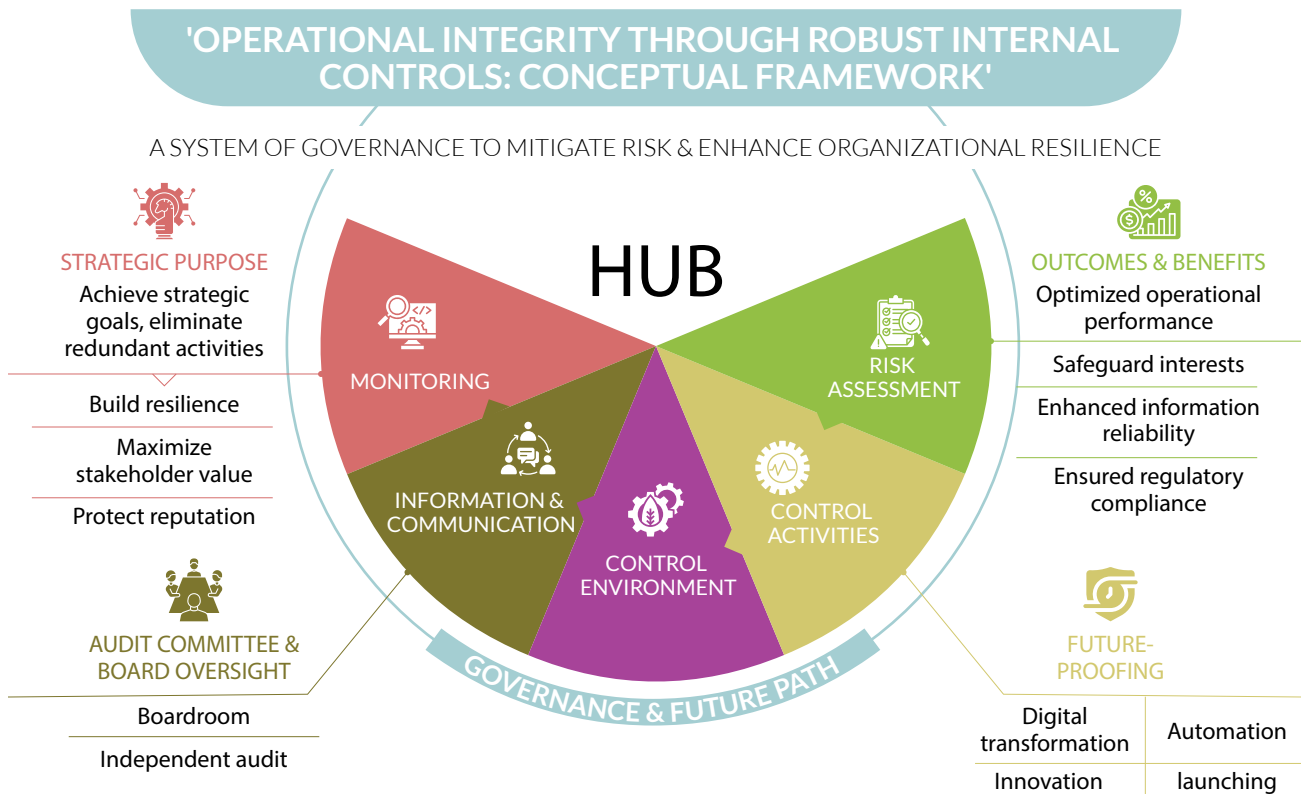 'OPERATIONAL INTEGRITY THROUGH ROBUST INTERNAL
CONTROLS: CONCEPTUAL FRAMEWORK'
A SYSTEM OF GOVERNANCE TO MITIGATE RISK & ENHANCE ORGANIZATIONAL RESILIENCE
STRATEGIC PURPOSE
Achieve strategic
goals, eliminate
redundant activities
Build resilience
Maximize
stakeholder value
Protect reputation
AUDIT COMMITTEE &
BOARD OVERSIGHT
Boardroom
Independent audit
HUB
MONITORING
INFORMATION &
COMMUNICATION
CONTROL
ENVIRONMENT
CONTROL
ACTIVITIES
RISK
ASSESSMENT
GOVERNANCE & FUTURE PATH
OUTCOMES & BENEFITS
Optimized operational
performance
Safeguard interests
Enhanced information
reliability
Ensured regulatory
compliance
FUTURE-
PROOFING
Digital
transformation
Automation
Innovation
launching